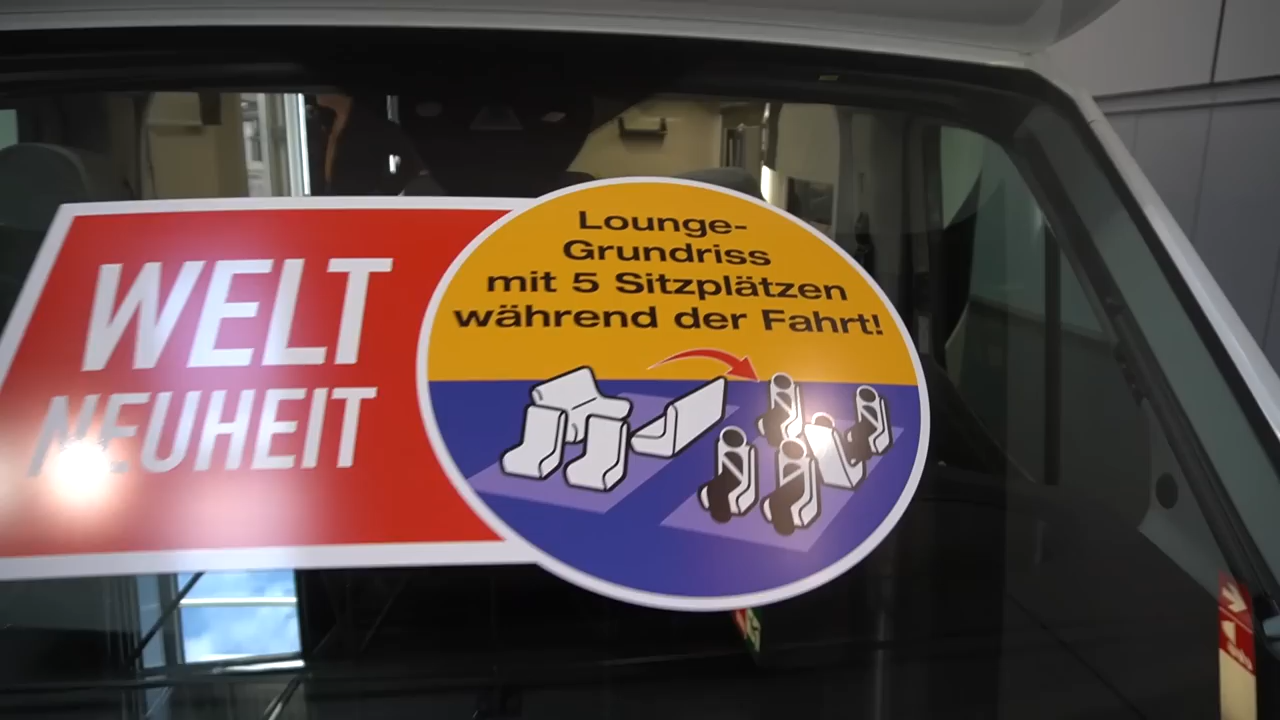 WELT
NEUHEIT
Lounge-
Grundriss
mit 5 Sitzplätzen
während der Fahrt!